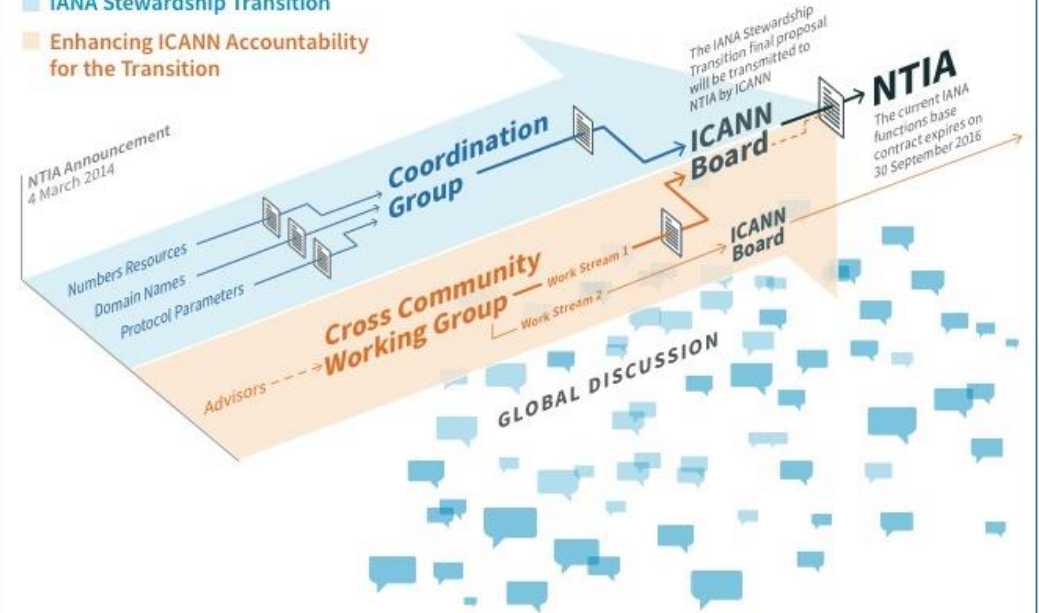 IANA Stewardship Transition
Enhancing ICANN Accountability
for the Transition
NTIA Announcement
4 March 2014
Numbers Resources
Domain Names
Protocol Parameters
Coordination
Group
The IANA Stewardship
Transition final proposal
will be transmitted to
NTIA by ICANN
ICANN
Board
NTIA
The current IANA
functions base
contract expires on
30 September 2016
Advisors
Cross Community
Working Group
Work Stream 1
Work Stream 2
ICANN
Board
GLOBAL DISCUSSION